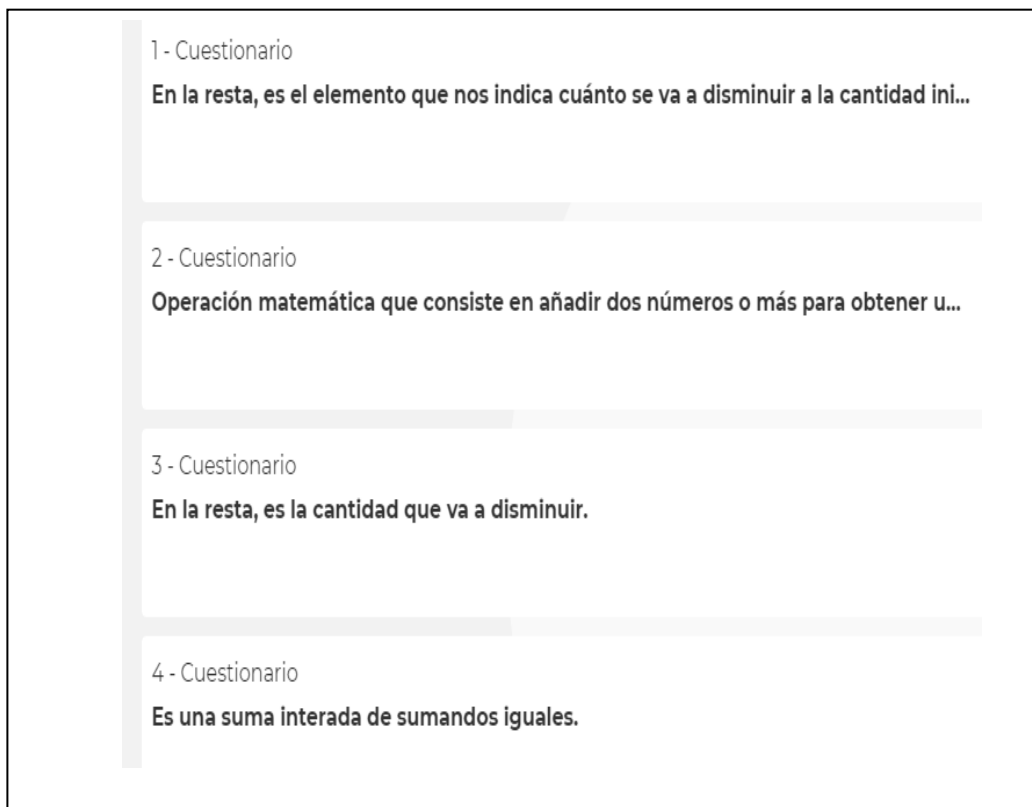 1 - Cuestionario
En la resta, es el elemento que nos indica cuánto se va a disminuir a la cantidad ini...
2 - Cuestionario
Operación matemática que consiste en añadir dos números o más para obtener u...
3 - Cuestionario
En la resta, es la cantidad que va a disminuir.
4 - Cuestionario
Es una suma interada de sumandos iguales.